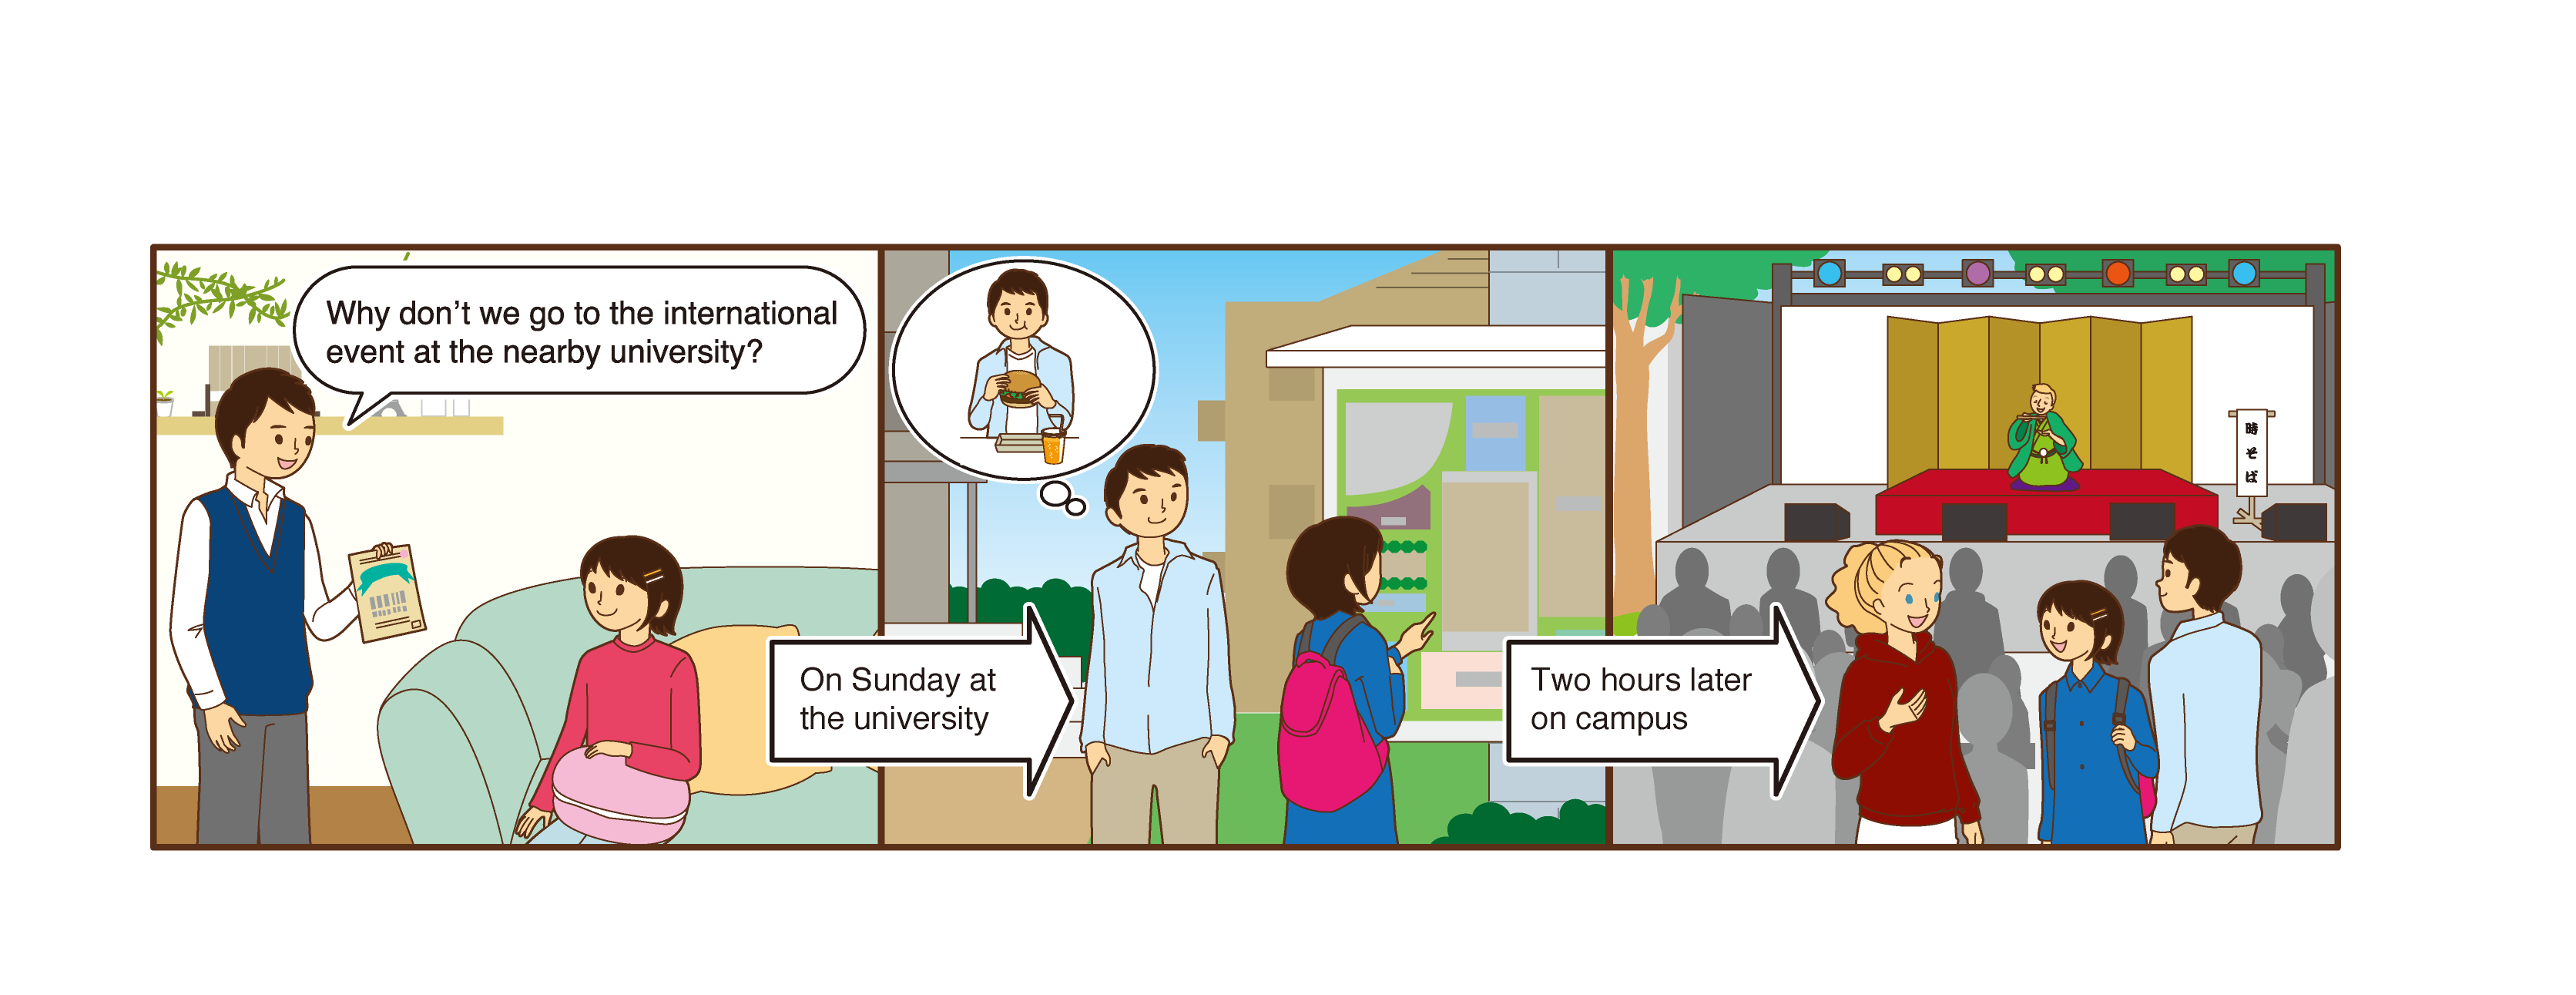 Why don't we go to the international
event at the nearby university?
On Sunday at
the university
Two hours later
on campus
時そば